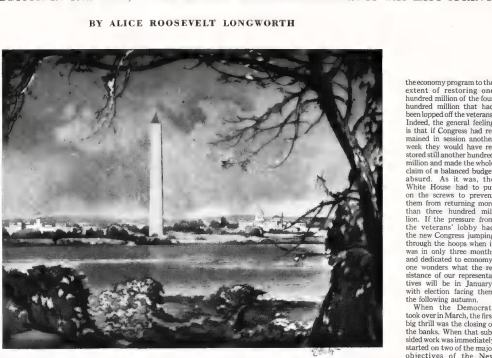 BY ALICE ROOSEVELT LONGWORTH
the economy program to the
extent of restoring one
hundred million of the four
hundred million that had
been lopped off the veterans.
Indeed, the general feeling
is that if Congress had re-
mained in session another
week they would have re-
stored still another hundred
million and made the whole
claim of a balanced budget
absurd. As it was, the
White House had to put
on the screws to prevent
them from returning more
than three hundred mil-
lion. If the pressure from
the veterans' lobby had
the new Congress jumping
through the hoops when it
was in only three months
and dedicated to economy,
one wonders what the re-
sistance of our representa-
tives will be in January
with election facing them
the following autumn.
When the Democrats
took over in March, the first
big thrill was the closing of
the banks. When that sub-
sided work was immediately
started on two of the major
objectives of the New